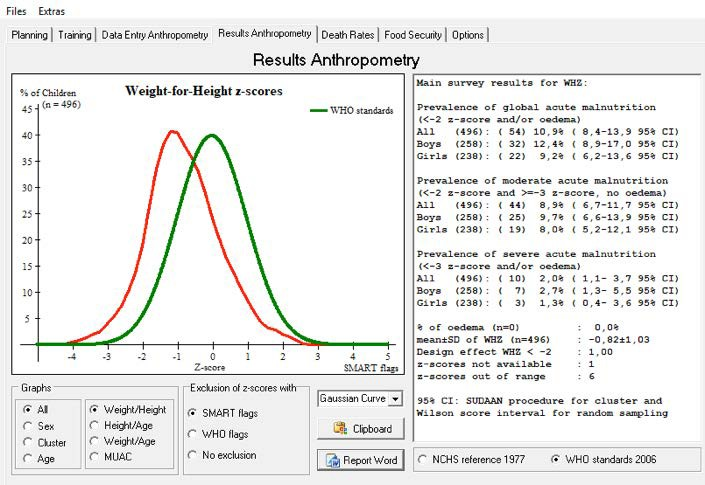 Files Extras
Planning Training Data Entry Anthropometry Results Anthropometry Death Rates Food Security Options
Results Anthropometry
% of Children
(n = 496)
Weight-for-Height z-scores
WHO standards
45
40
35
30
25
20
15
10
5
-4 -3 -2 -1 0 1 2 3 4 5
Z-score
SMART flags
Main survey results for WHZ:
Prevalence of global acute malnutrition
(<-2 z-score and/or oedema)
All (496): ( 54) 10,9% ( 8,4-13,9 95% CI)
Boys (258): ( 32) 12,4% ( 8,9-17,0 95% CI)
Girls (238): ( 22) 9,2% ( 6,2-13,6 95% CI)
Prevalence of moderate acute malnutrition
(<-2 z-score and >=-3 z-score, no oedema)
All (496): ( 44) 8,9% ( 6,7-11,7 95% CI)
Boys (258): ( 25) 9,7% ( 6,6-13,9 95% CI)
Girls (238): ( 19) 8,0% ( 5,2-12,1 95% CI)
Prevalence of severe acute malnutrition
(<-3 z-score and/or oedema)
All (496): ( 10) 2,0% ( 1,1- 3,7 95% CI)
Boys (258): ( 7) 2,7% ( 1,3- 5,5 95% CI)
Girls (238): ( 3) 1,3% ( 0,4- 3,6 95% CI)
% of oedema (n=0) : 0,0%
mean±SD of WHZ (n=496) : -0,82±1,03
Design effect WHZ < -2 : 1,00
z-scores not available : 1
z-scores out of range : 6
95% CI: SUDAAN procedure for cluster and
Wilson score interval for random sampling
Graphs
All
Sex
Cluster
Age
Weight/Height
Height/Age
Weight/Age
MUAC
Exclusion of z-scores with
SMART flags
WHO flags
No exclusion
Gaussian Curve
Clipboard
Report Word
NCHS reference 1977 WHO standards 2006